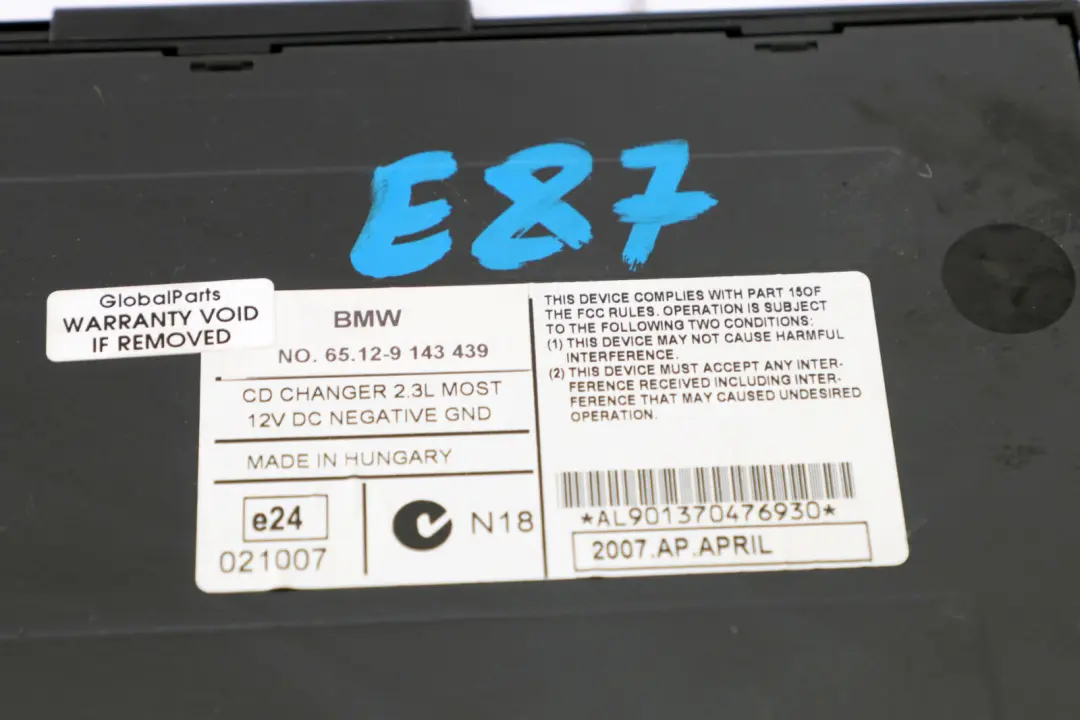 E87
GlobalParts
WARRANTY VOID
IF REMOVED
BMW
NO. 65.12-9 143 439
CD CHANGER 2.3L MOST
12V DC NEGATIVE GND
MADE IN HUNGARY
e24
021007
N18
THIS DEVICE COMPLIES WITH PART 15OF
THE FCC RULES. OPERATION IS SUBJECT
TO THE FOLLOWING TWO CONDITIONS:
(1) THIS DEVICE MAY NOT CAUSE HARMFUL
INTERFERENCE.
(2) THIS DEVICE MUST ACCEPT ANY INTER-
FERENCE RECEIVED INCLUDING INTER-
FERENCE THAT MAY CAUSED UNDESIRED
OPERATION.
*AL901370476930*
2007.AP.APRIL